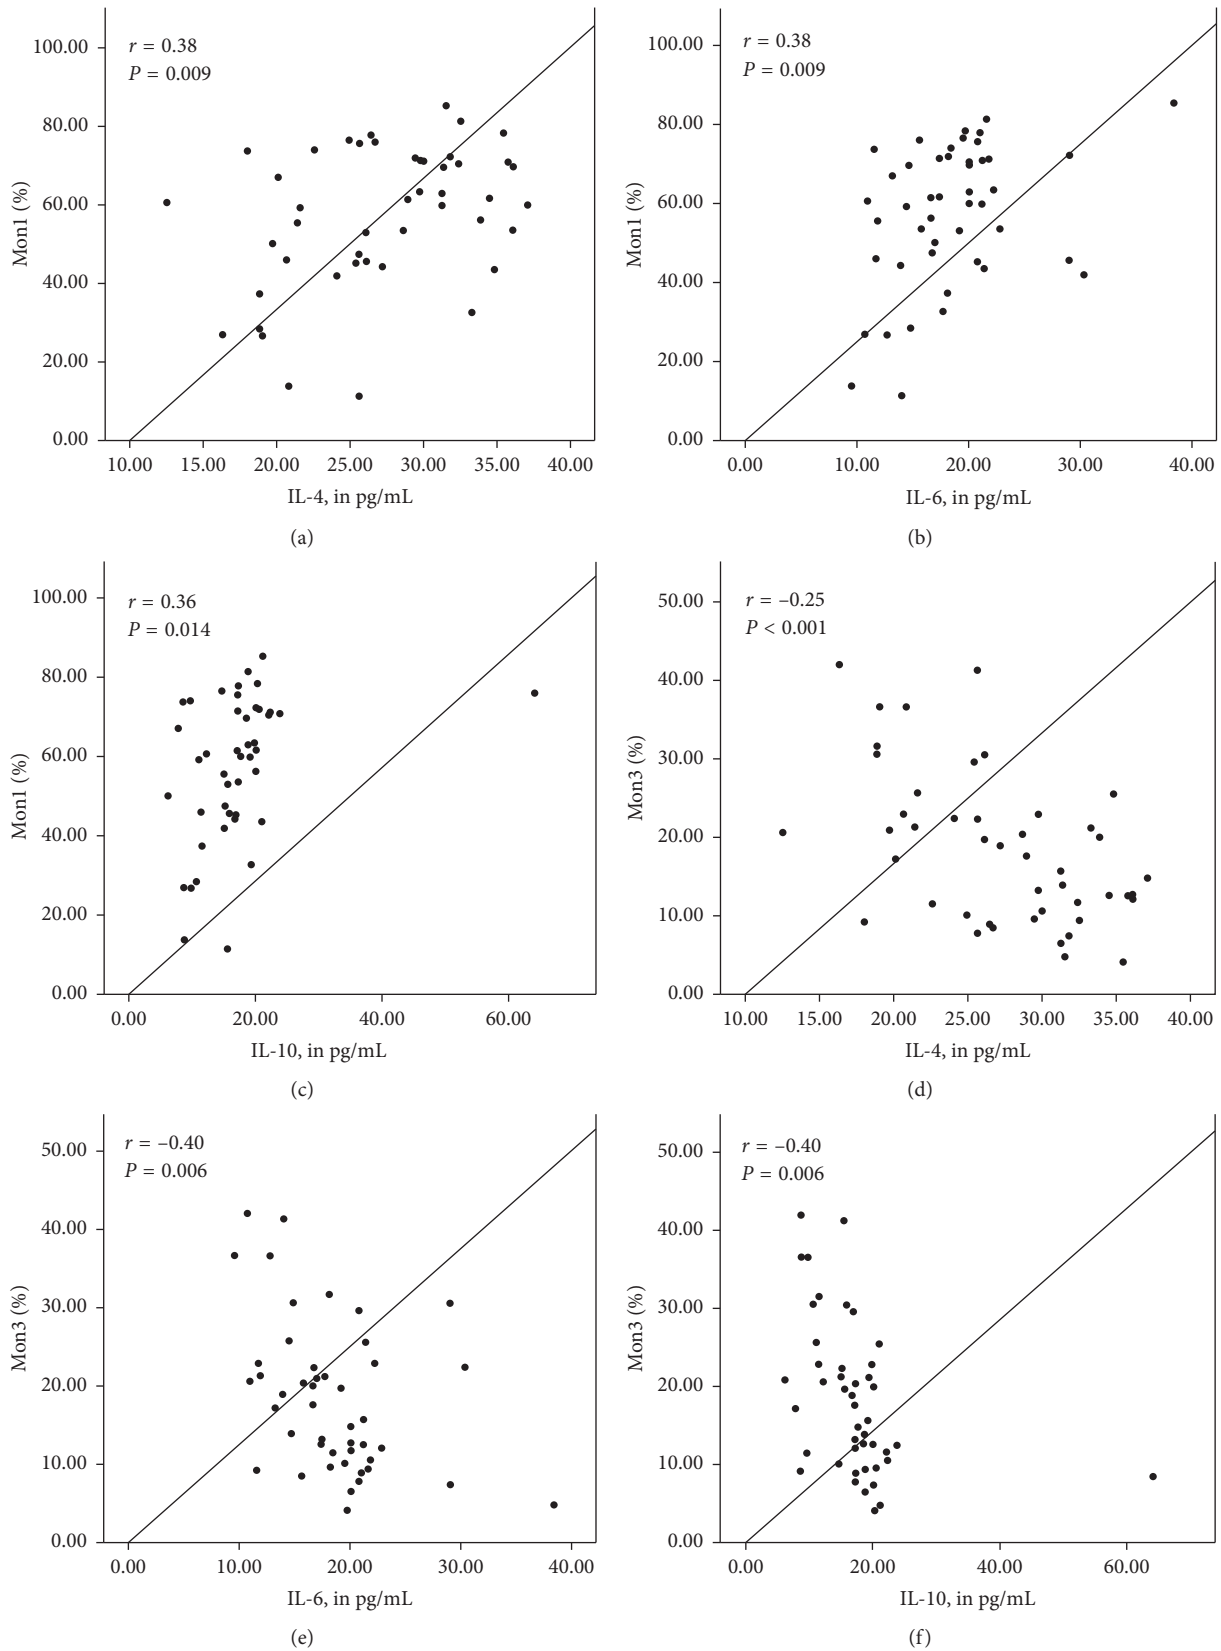 r = 0.38
P = 0.009
100.00
80.00
60.00
40.00
20.00
0.00
Mon1 (%)
10.00 15.00 20.00 25.00 30.00 35.00 40.00
IL-4, in pg/mL
(a)
r = 0.38
P = 0.009
100.00
80.00
60.00
40.00
20.00
0.00
Mon1 (%)
0.00 10.00 20.00 30.00 40.00
IL-6, in pg/mL
(b)
r = 0.36
P = 0.014
100.00
80.00
60.00
40.00
20.00
0.00
Mon1 (%)
0.00 20.00 40.00 60.00
IL-10, in pg/mL
(c)
r = –0.25
P < 0.001
50.00
40.00
30.00
20.00
10.00
0.00
Mon3 (%)
10.00 15.00 20.00 25.00 30.00 35.00 40.00
IL-4, in pg/mL
(d)
r = –0.40
P = 0.006
50.00
40.00
30.00
20.00
10.00
0.00
Mon3 (%)
0.00 10.00 20.00 30.00 40.00
IL-6, in pg/mL
(e)
r = –0.40
P = 0.006
50.00
40.00
30.00
20.00
10.00
0.00
Mon3 (%)
0.00 20.00 40.00 60.00
IL-10, in pg/mL
(f)